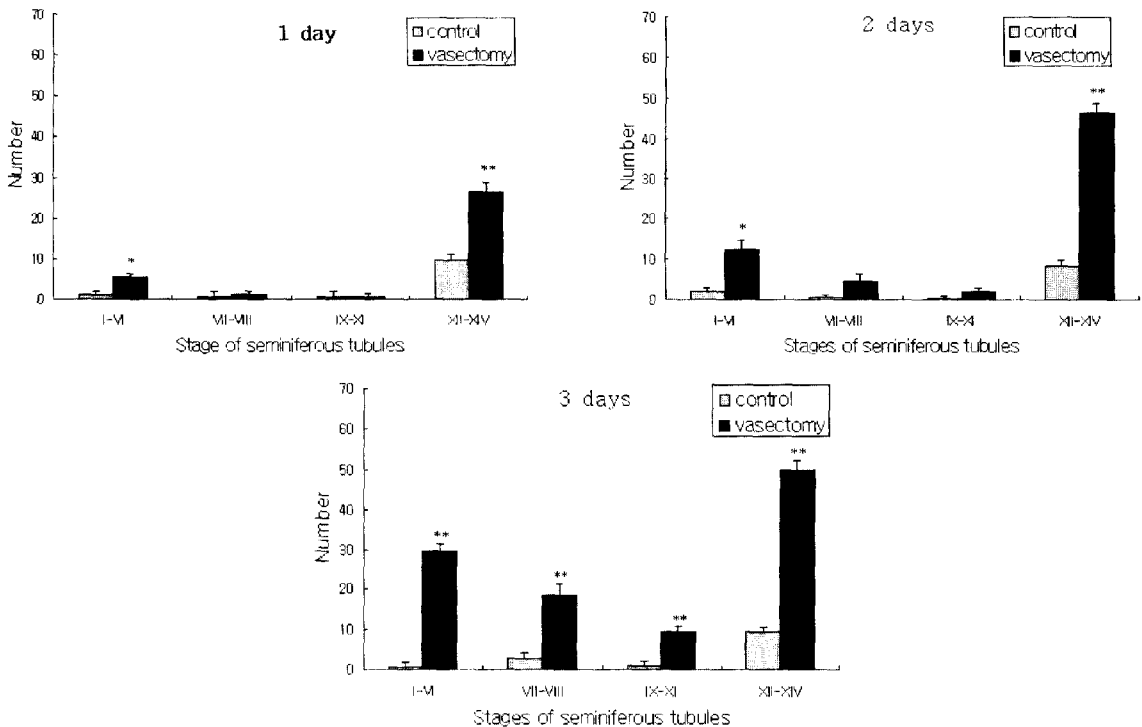 1 day
control
vasectomy
70
60
50
40
30
20
10
0
Number
*
**
I-VI
VII-VIII
IX-XI
XII-XIV
Stage of seminiferous tubules
2 days
control
vasectomy
70
60
50
40
30
20
10
0
Number
*
**
I-VI
VII-VIII
IX-XI
XII-XIV
Stages of seminiferous tubules
3 days
control
vasectomy
70
60
50
40
30
20
10
0
Number
**
**
**
**
I-VI
VII-VIII
IX-XI
XII-XIV
Stages of seminiferous tubules